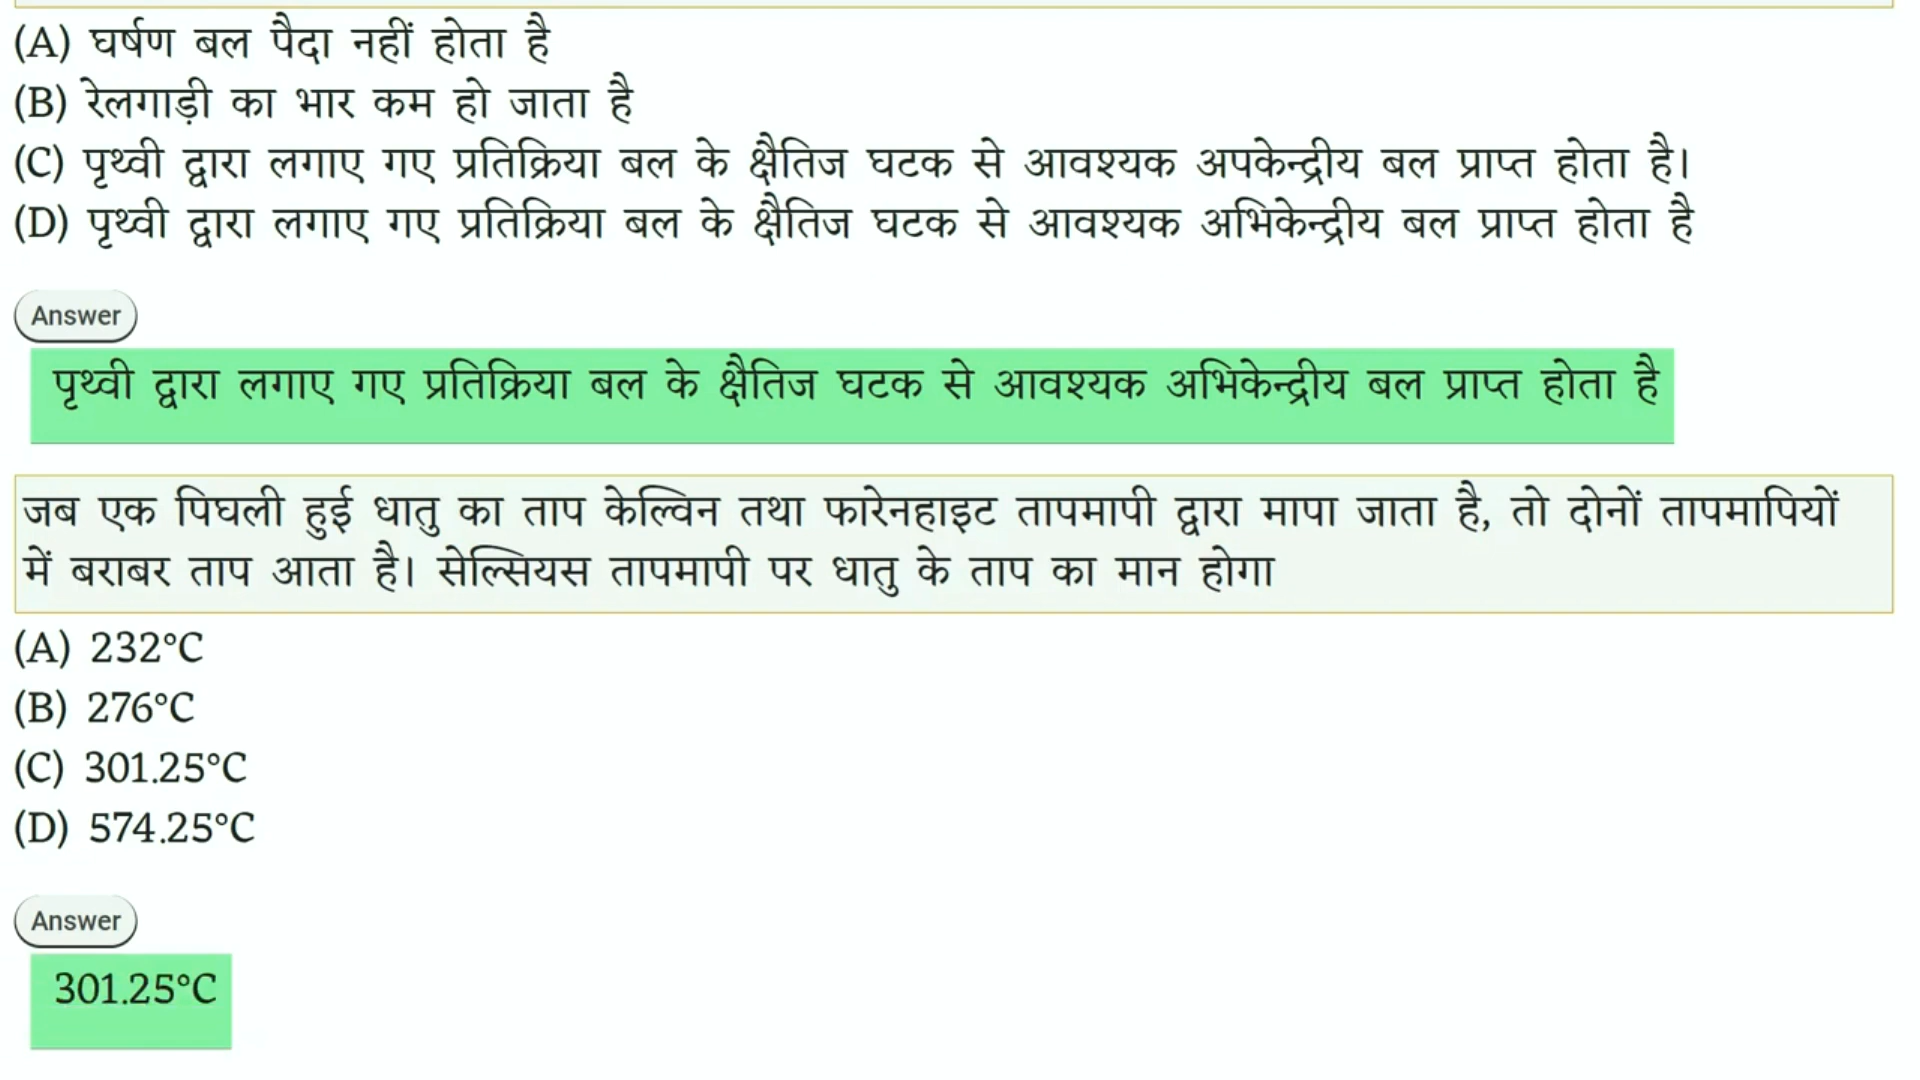 (A) घर्षण बल पैदा नहीं होता है
(B) रेलगाड़ी का भार कम हो जाता है
(C) पृथ्वी द्वारा लगाए गए प्रतिक्रिया बल के क्षैतिज घटक से आवश्यक अपकेन्द्रीय बल प्राप्त होता है।
(D) पृथ्वी द्वारा लगाए गए प्रतिक्रिया बल के क्षैतिज घटक से आवश्यक अभिकेन्द्रीय बल प्राप्त होता है
Answer
पृथ्वी द्वारा लगाए गए प्रतिक्रिया बल के क्षैतिज घटक से आवश्यक अभिकेन्द्रीय बल प्राप्त होता है
जब एक पिघली हुई धातु का ताप केल्विन तथा फारेनहाइट तापमापी द्वारा मापा जाता है, तो दोनों तापमापियों
में बराबर ताप आता है। सेल्सियस तापमापी पर धातु के ताप का मान होगा
(A) 232°C
(B) 276°C
(C) 301.25°C
(D) 574.25°C
Answer
301.25°C